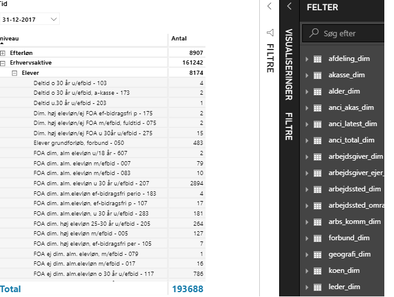 Tid
31-12-2017
niveau Antal
Efterløn 8907
Erhvervsaktive 161242
Elever 8174
Deltid o 30 år u/efbid - 103 4
Deltid u/efbid, a-kasse - 173 2
Deltid u.30 år u/efbid - 203 1
Dim. høj elevløn ef-bidragsfri p - 175 2
Dim. høj elevløn/ej FOA m/efbid, fuldtid - 075 2
Dim. høj elevløn/ej FOA u 30år u/efbid - 275 15
Elever grundforløb, forbund - 050 483
FOA dim. alm. elevløn u/18 år - 607 2
FOA dim. alm. elevløn m/efbid - 007 79
FOA dim. alm. elevløn m/efbid - 083 10
FOA dim. alm. elevløn u 30 år u/efbid - 207 2894
FOA dim. alm. elevløn ef-bidragsfri perio - 183 4
FOA dim. alm. elevløn, ef-bidragsfri p - 107 17
FOA dim. alm. elevløn, u 30 år u/efbid - 283 181
FOA dim. høj elevløn 25-30 år u/efbid - 205 264
FOA dim. høj elevløn m/efbid - 005 127
FOA dim. høj elevløn, ef-bidragsfri per - 105 7
FOA ej dim. alm. elevløn, m/efbid - 079 1
FOA ej dim. alm.elevløn m/efbid - 017 16
FOA ej dim. alm.elevløn o 30 år u/efbid - 117 786
Total 193688
FILTRE
VISUALISERINGER
FILTRE
FELTER
Søg efter
afdeling_dim
akasse_dim
alder_dim
anci_akas_dim
anci_latest_dim
anci_total_dim
arbejdsgiver_dim
arbejdsgiver_ejer_
arbejdssted_dim
arbejdssted_omra
arbs_komm_dim
forbund_dim
geografi_dim
koen_dim
leder_dim